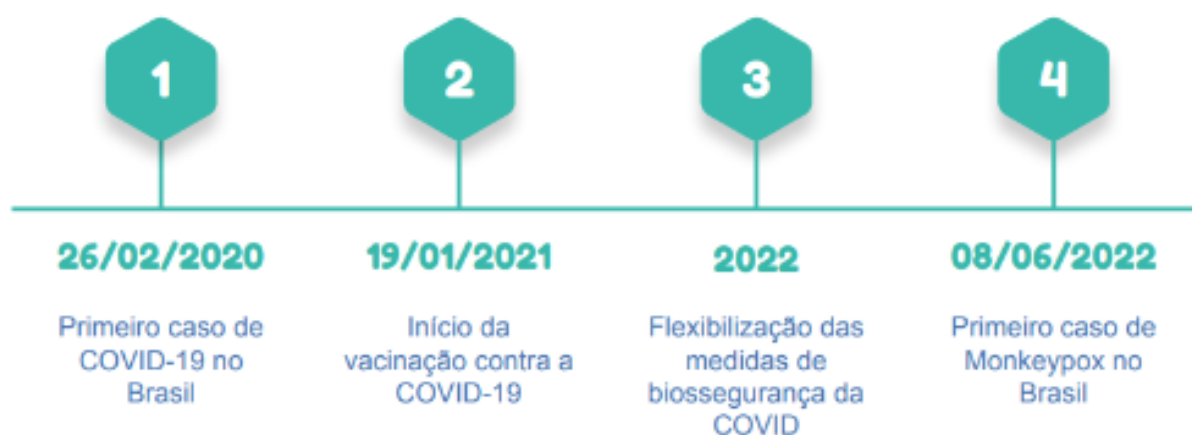 1
2
3
4
26/02/2020
Primeiro caso de
COVID-19 no
Brasil
19/01/2021
Início da
vacinação contra a
COVID-19
2022
Flexibilização das
medidas de
biossegurança da
COVID
08/06/2022
Primeiro caso de
Monkeypox no
Brasil